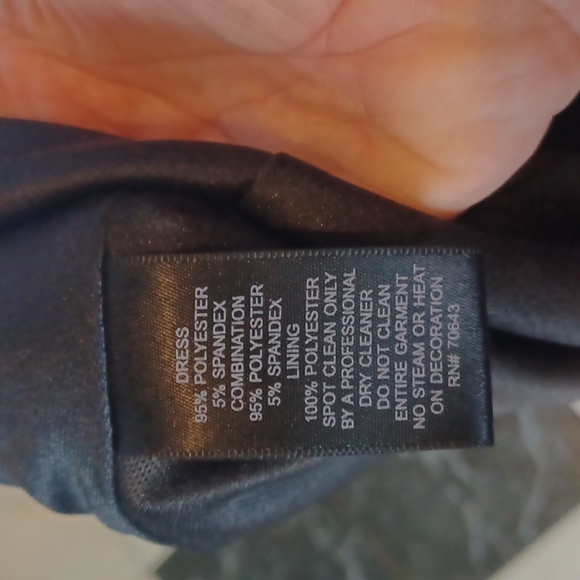 DRESS
95% POLYESTER
5% SPANDEX
COMBINATION
95% POLYESTER
5% SPANDEX
LINING
100% POLYESTER
SPOT CLEAN ONLY
BY A PROFESSIONAL
DRY CLEANER
DO NOT CLEAN
ENTIRE GARMENT
NO STEAM OR HEAT
ON DECORATION
RN# 70643